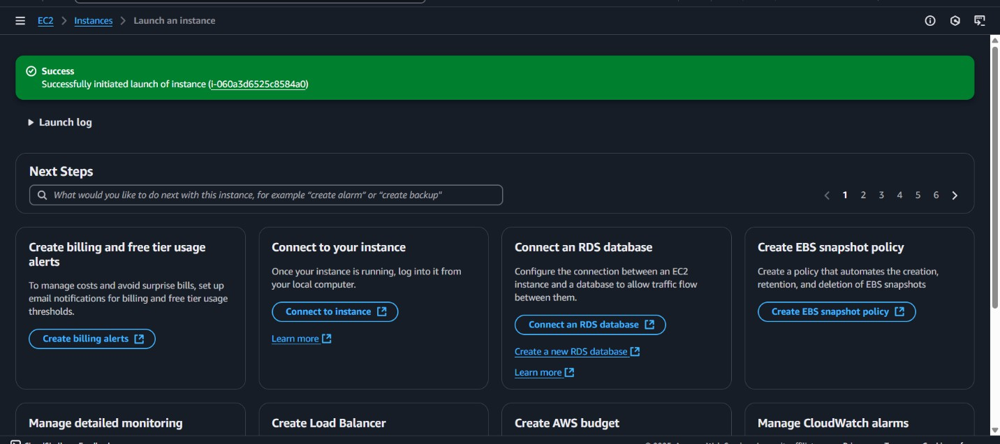 EC2 > Instances > Launch an instance
Success
Successfully initiated launch of instance (i-060a3d6525c8584a0)
Launch log
Next Steps
What would you like to do next with this instance, for example “create alarm” or “create backup”
1 2 3 4 5 6
Create billing and free tier usage
alerts
To manage costs and avoid surprise bills, set up
email notifications for billing and free tier usage
thresholds.
Create billing alerts
Connect to your instance
Once your instance is running, log into it from
your local computer.
Connect to instance
Learn more
Connect an RDS database
Configure the connection between an EC2
instance and a database to allow traffic flow
between them.
Connect an RDS database
Create a new RDS database
Learn more
Create EBS snapshot policy
Create a policy that automates the creation,
retention, and deletion of EBS snapshots
Create EBS snapshot policy
Manage detailed monitoring
Create Load Balancer
Create AWS budget
Manage CloudWatch alarms